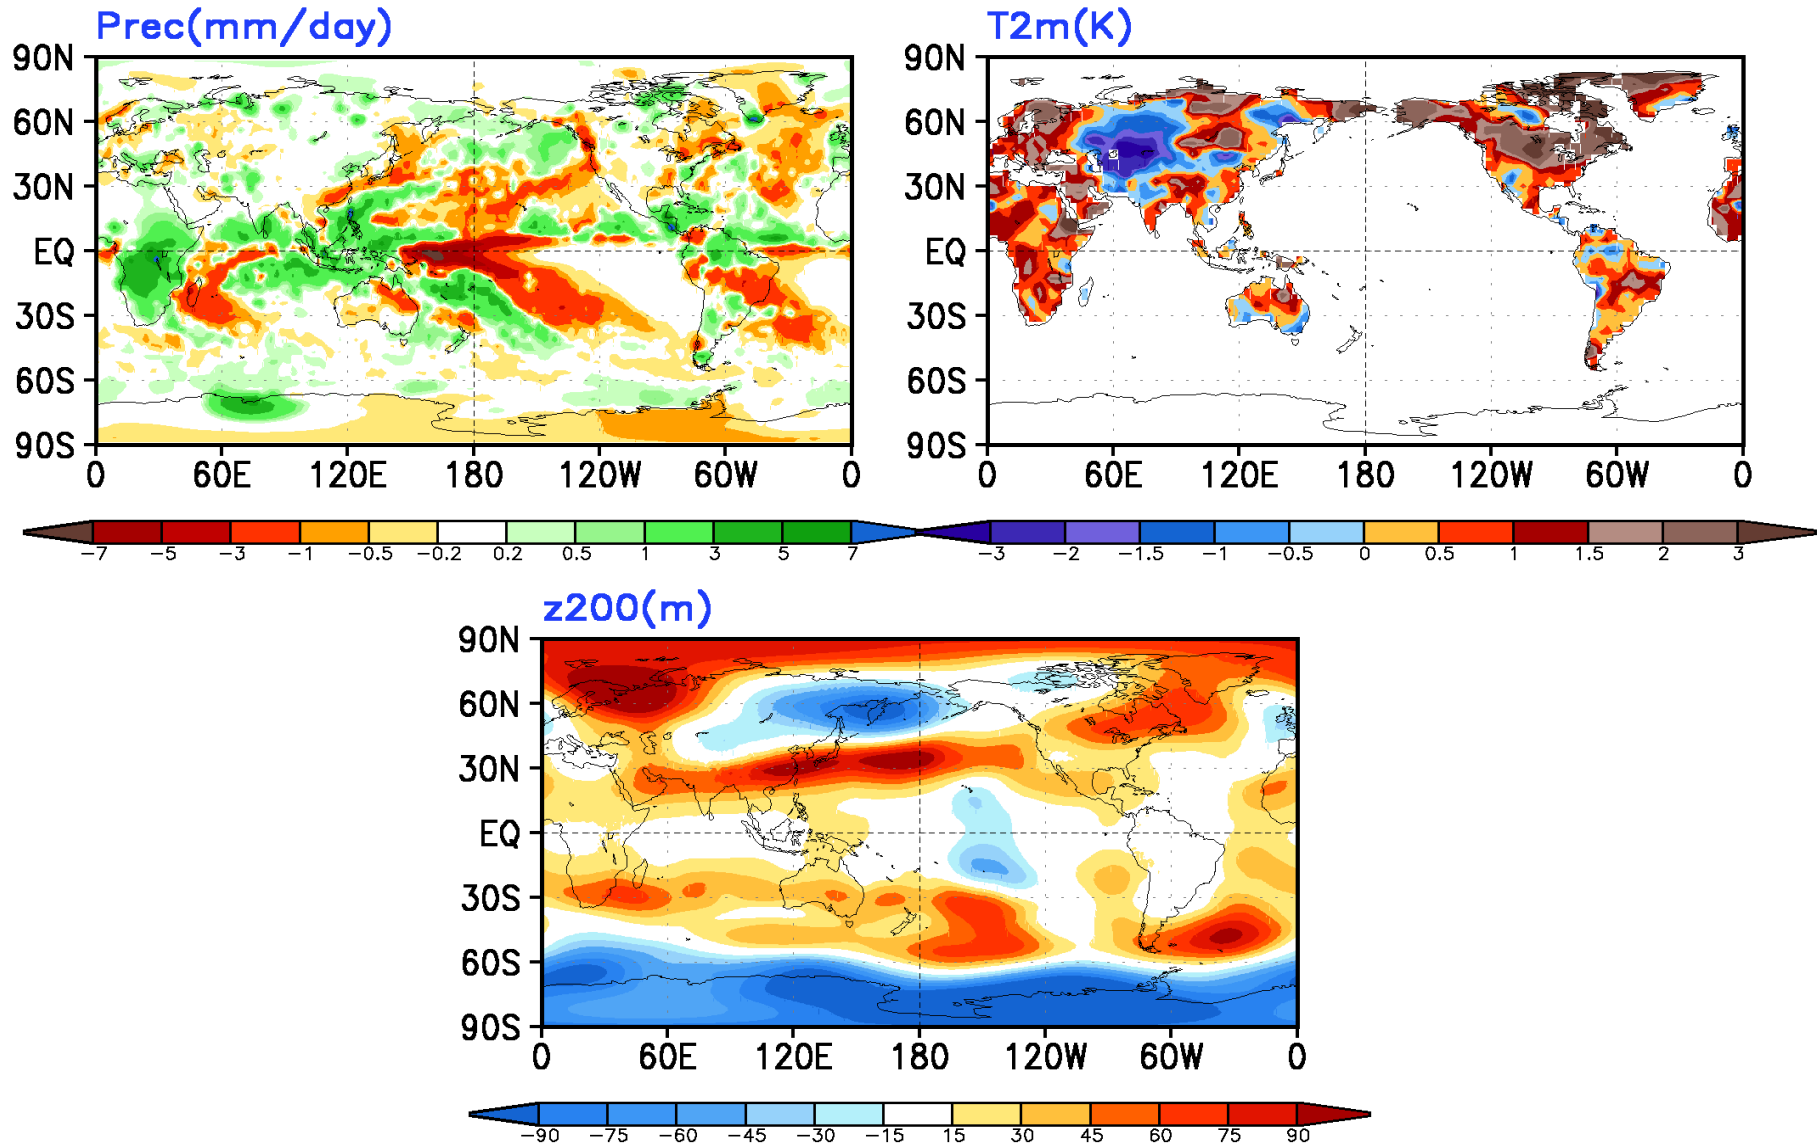 Prec(mm/day)
90N
60N
30N
EQ
30S
60S
90S
0 60E 120E 180 120W 60W 0
-7 -5 -3 -1 -0.5 -0.2 0.2 0.5 1 3 5 7
T2m(K)
90N
60N
30N
EQ
30S
60S
90S
0 60E 120E 180 120W 60W 0
-3 -2 -1.5 -1 -0.5 0 0.5 1 1.5 2 3
z200(m)
90N
60N
30N
EQ
30S
60S
90S
0 60E 120E 180 120W 60W 0
-90 -75 -60 -45 -30 -15 15 30 45 60 75 90